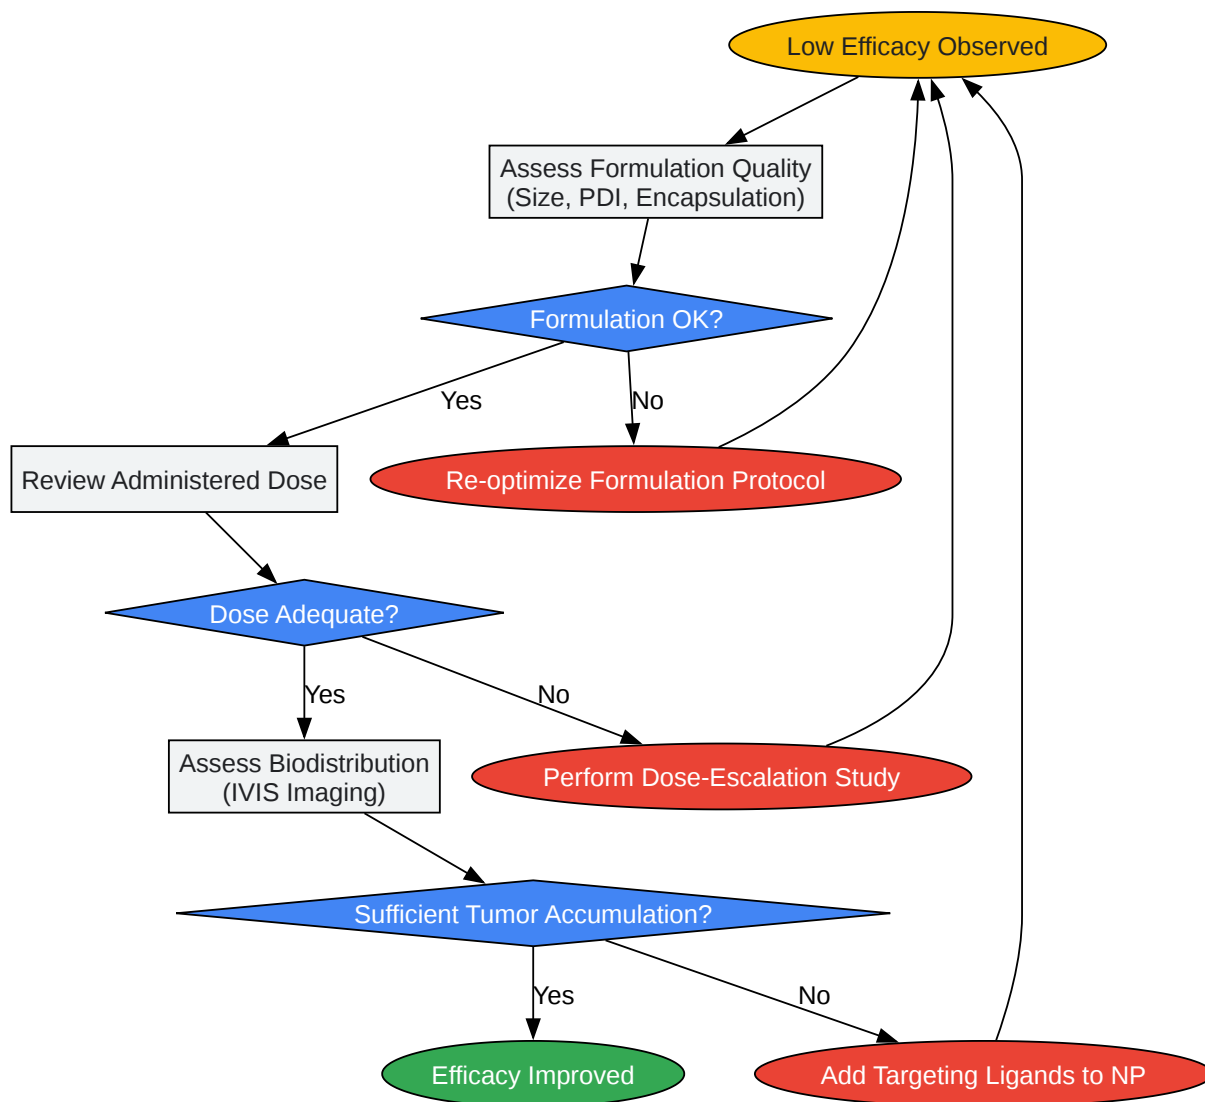 Low Efficacy Observed
Assess Formulation Quality
(Size, PDI, Encapsulation)
Formulation OK?
Yes
No
Review Administered Dose
Re-optimize Formulation Protocol
Dose Adequate?
Yes
No
Assess Biodistribution
(IVIS Imaging)
Perform Dose-Escalation Study
Sufficient Tumor Accumulation?
Yes
No
Efficacy Improved
Add Targeting Ligands to NP